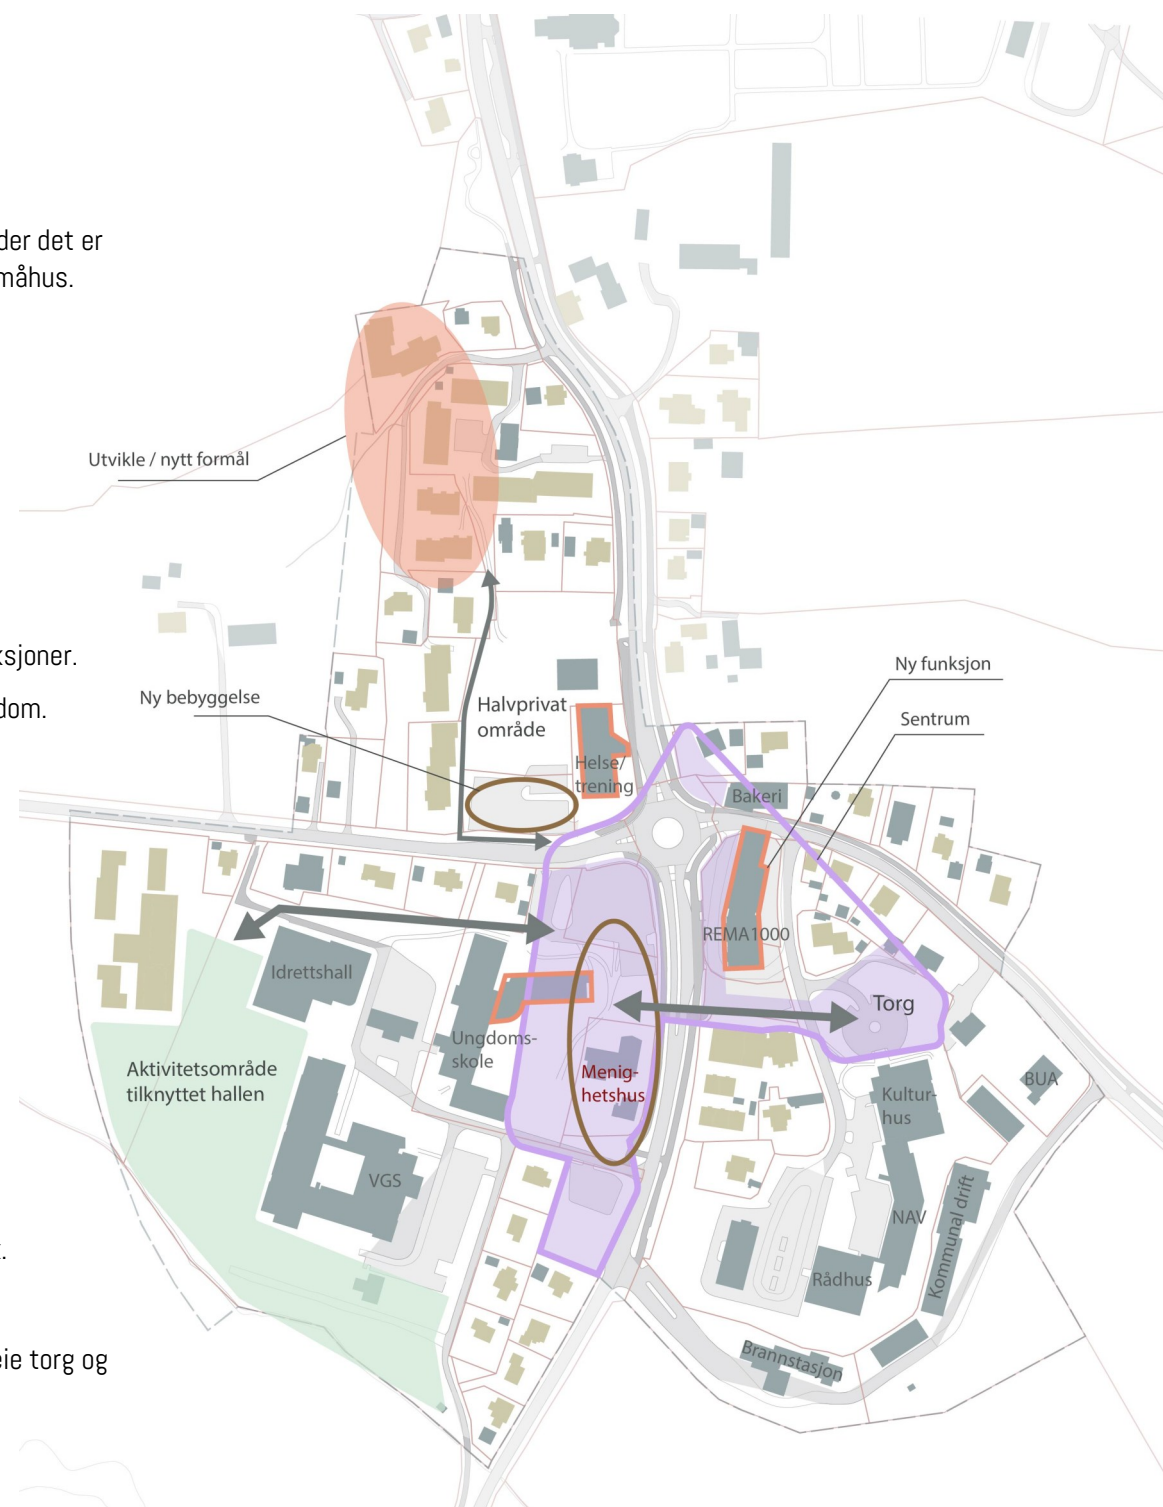 der det er
måhus.
Utvikle / nytt formål
ksjoner.
dom.
Ny bebyggelse
Halvprivat
område
Ny funksjon
Sentrum
Helse/
trening
Bakeri
REMA1000
Idrettshall
Torg
Ungdoms-
skole
Menig-
hetshus
Aktivitetsområde
tilknyttet hallen
BUA
Kultur-
hus
VGS
NAV
Kommunal drift
Rådhus
Brannstasjon
eie torg og